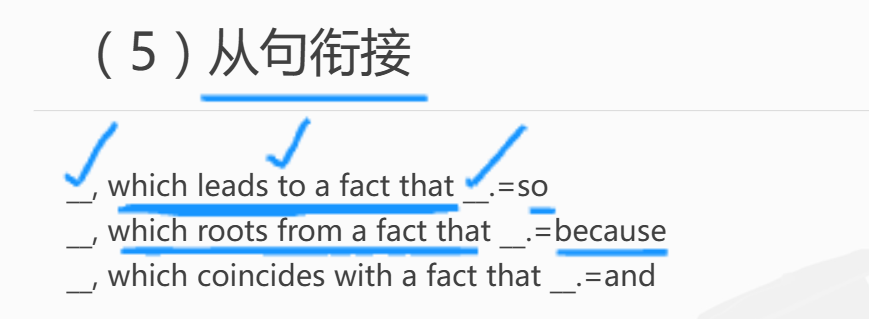 （5）从句衔接
__, which leads to a fact that __.=so
__, which roots from a fact that __.=because
__, which coincides with a fact that __.=and